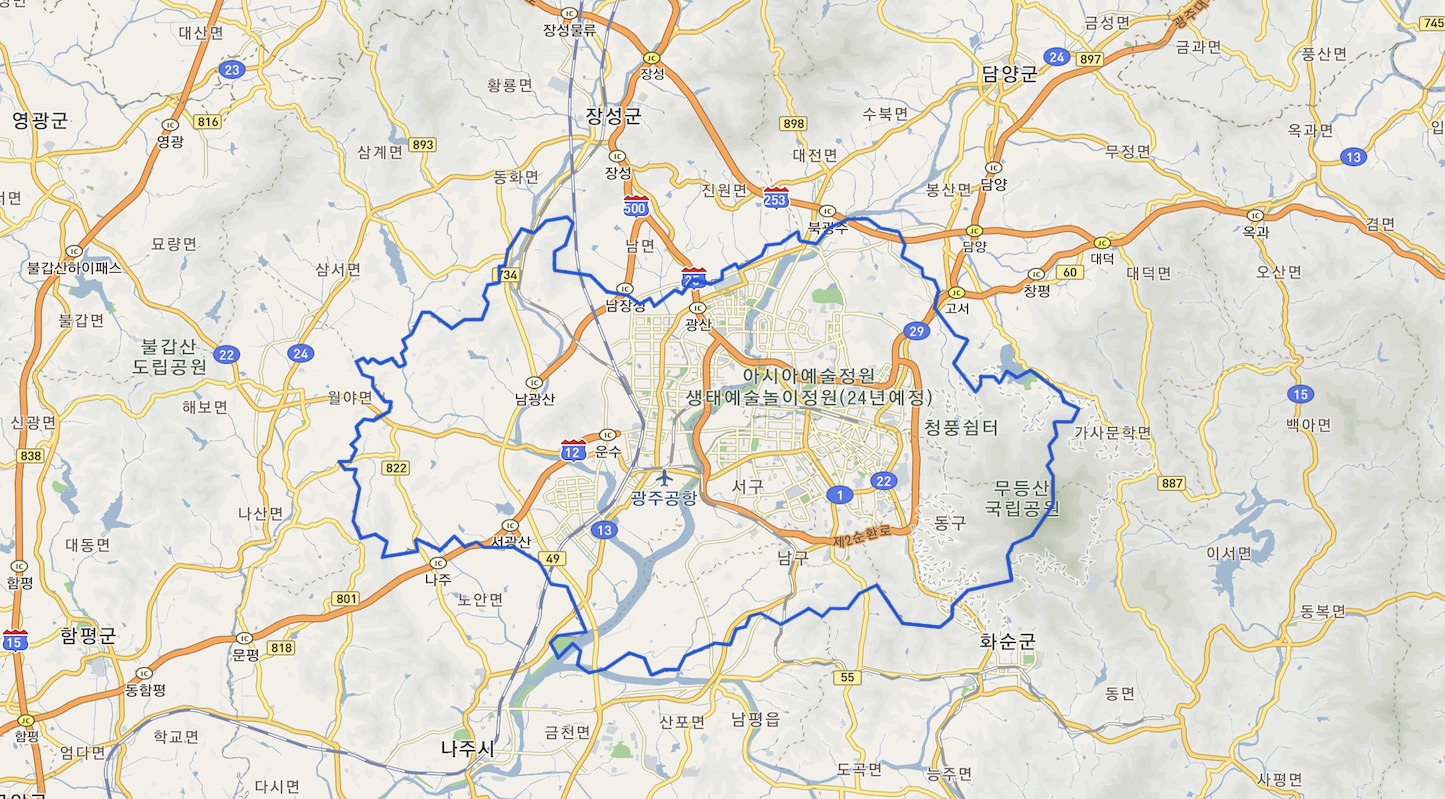 대산면
장성물류
금성면
745
23
JC
장성
24
897
금과면
풍산면
담양군
황룡면
영광군
816
IC
영광
장성군
898
수북면
옥과면
893
삼계면
대전면
무정면
13
IC
장성
동화면
진원면
253
봉산면
IC
담양
500
IC
북광주
IC
옥과
겸면
묘량면
남면
JC
담양
JC
대덕
IC
불갑산하이패스
삼서면
734
60
대덕면
오산면
IC
창평
IC
남장성
JC
고서
불갑면
IC
광산
29
불갑산
도립공원
22
24
아시아예술정원
생태예술놀이정원(24년예정)
IC
남광산
월야면
15
해보면
신광면
청풍쉼터
가사문학면
백아면
IC
운수
12
838
822
887
22
서구
1
광주공항
무등산
국립공원
나산면
동구
IC
서광산
13
제2순환로
대동면
49
남구
이서면
IC
함평
IC
나주
801
노안면
동복면
15
함평군
IC
문평
818
화순군
IC
동함평
55
동면
JC
함평
산포면
남평읍
학교면
금천면
엄다면
나주시
도곡면
능주면
사평면
다시면